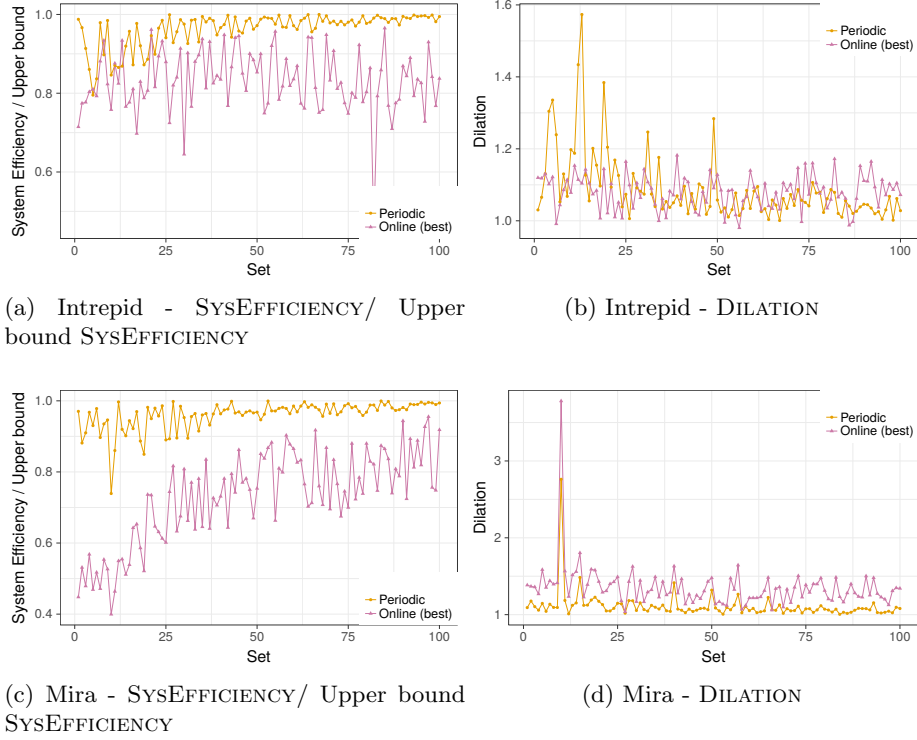 System Efficiency / Upper bound
1.0
0.8
0.6
0
25
50
75
100
Set
Periodic
Online (best)
(a) Intrepid - SYSEFFICIENCY/ Upper
bound SYSEFFICIENCY
Dilation
1.6
1.4
1.2
1.0
0
25
50
75
100
Set
Periodic
Online (best)
(b) Intrepid - DILATION
System Efficiency / Upper bound
1.0
0.8
0.6
0.4
0
25
50
75
100
Set
Periodic
Online (best)
(c) Mira - SYSEFFICIENCY/ Upper bound
SYSEFFICIENCY
Dilation
3
2
1
0
25
50
75
100
Set
Periodic
Online (best)
(d) Mira - DILATION